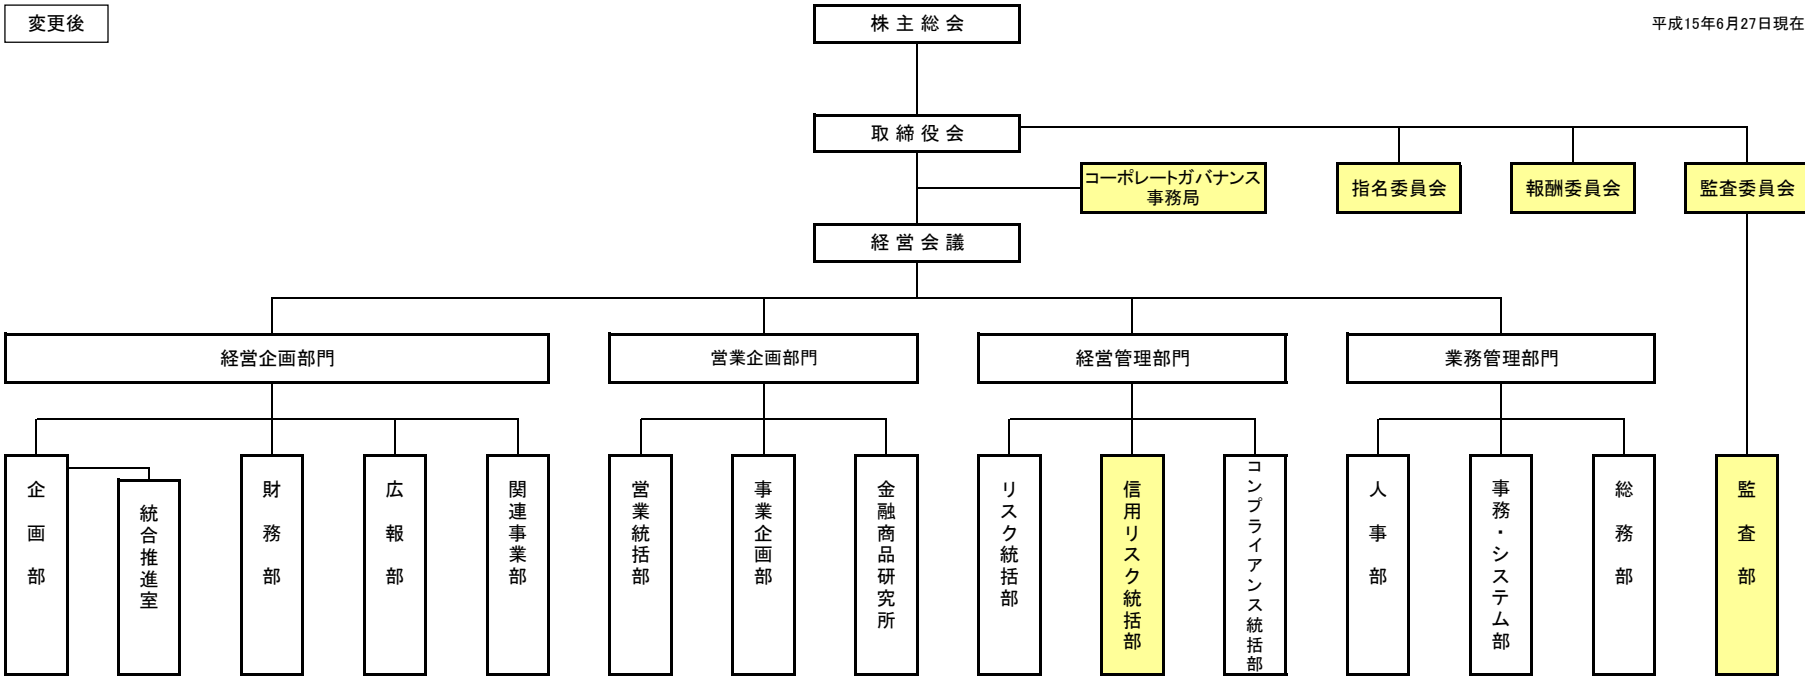 変更後
株主総会
平成15年6月27日現在
取締役会
コーポレートガバナンス
事務局
指名委員会
報酬委員会
監査委員会
経営会議
経営企画部門
営業企画部門
経営管理部門
業務管理部門
企画部
統合推進室
財務部
広報部
関連事業部
営業統括部
事業企画部
金融商品研究所
リスク統括部
信用リスク統括部
コンプライアンス統括部
人事部
事務・システム部
総務部
監査部